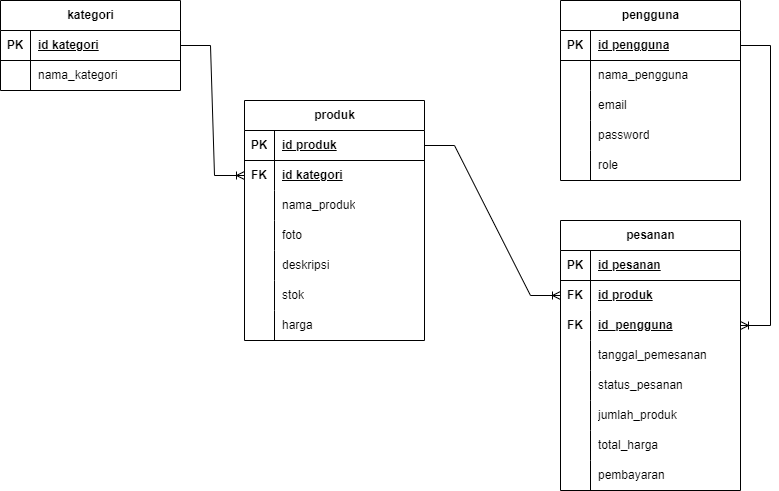 kategori
PK id kategori
nama_kategori
pengguna
PK id pengguna
nama_pengguna
email
password
role
produk
PK id produk
FK id kategori
nama_produk
foto
deskripsi
stok
harga
pesanan
PK id pesanan
FK id produk
FK id_pengguna
tanggal_pemesanan
status_pesanan
jumlah_produk
total_harga
pembayaran